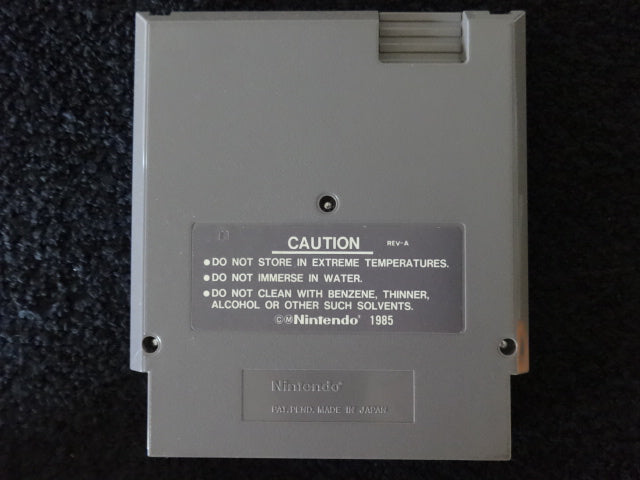 CAUTION REV-A
●DO NOT STORE IN EXTREME TEMPERATURES.
●DO NOT IMMERSE IN WATER.
●DO NOT CLEAN WITH BENZENE, THINNER,
ALCOHOL OR OTHER SUCH SOLVENTS.
©Ⓜ Nintendo® 1985
Nintendo®
PAT. PEND. MADE IN JAPAN